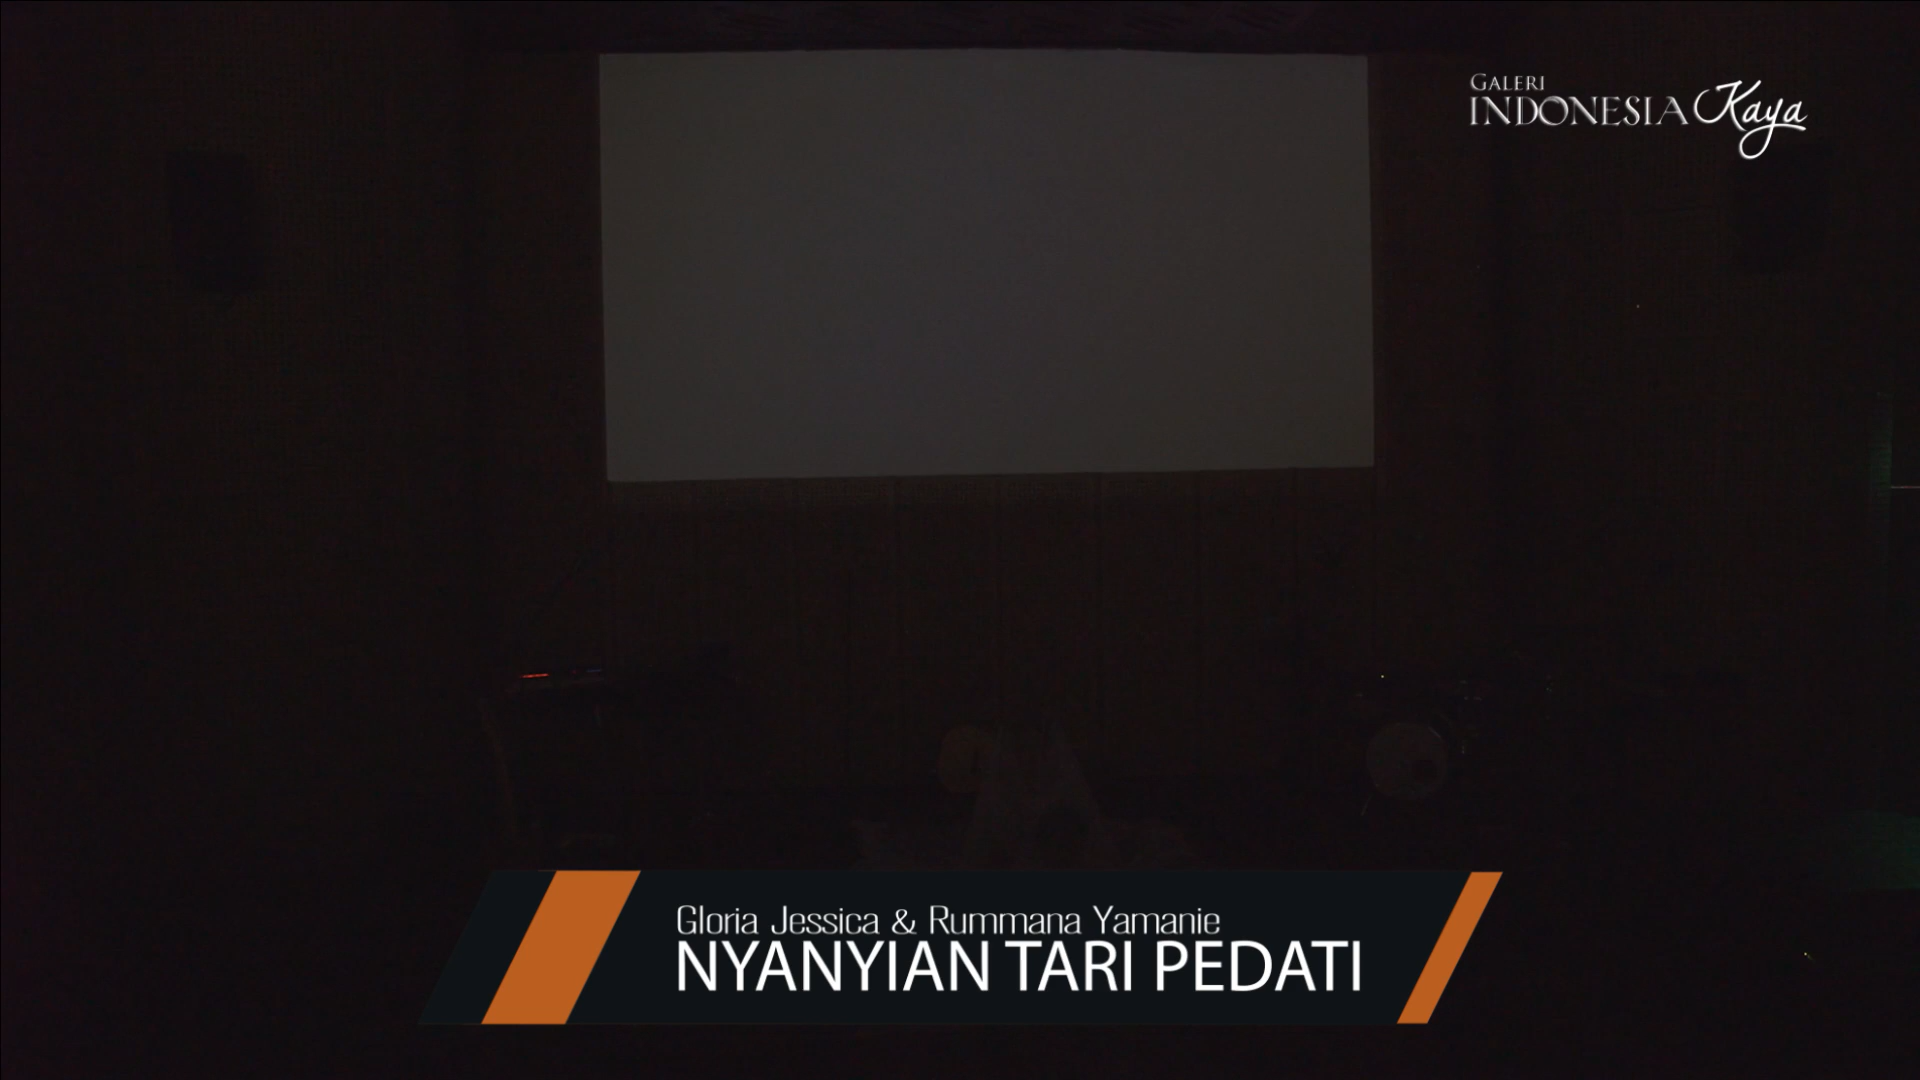 GALERI
INDONESIA Kaya
Gloria Jessica & Rummana Yamanie
NYANYIAN TARI PEDATI